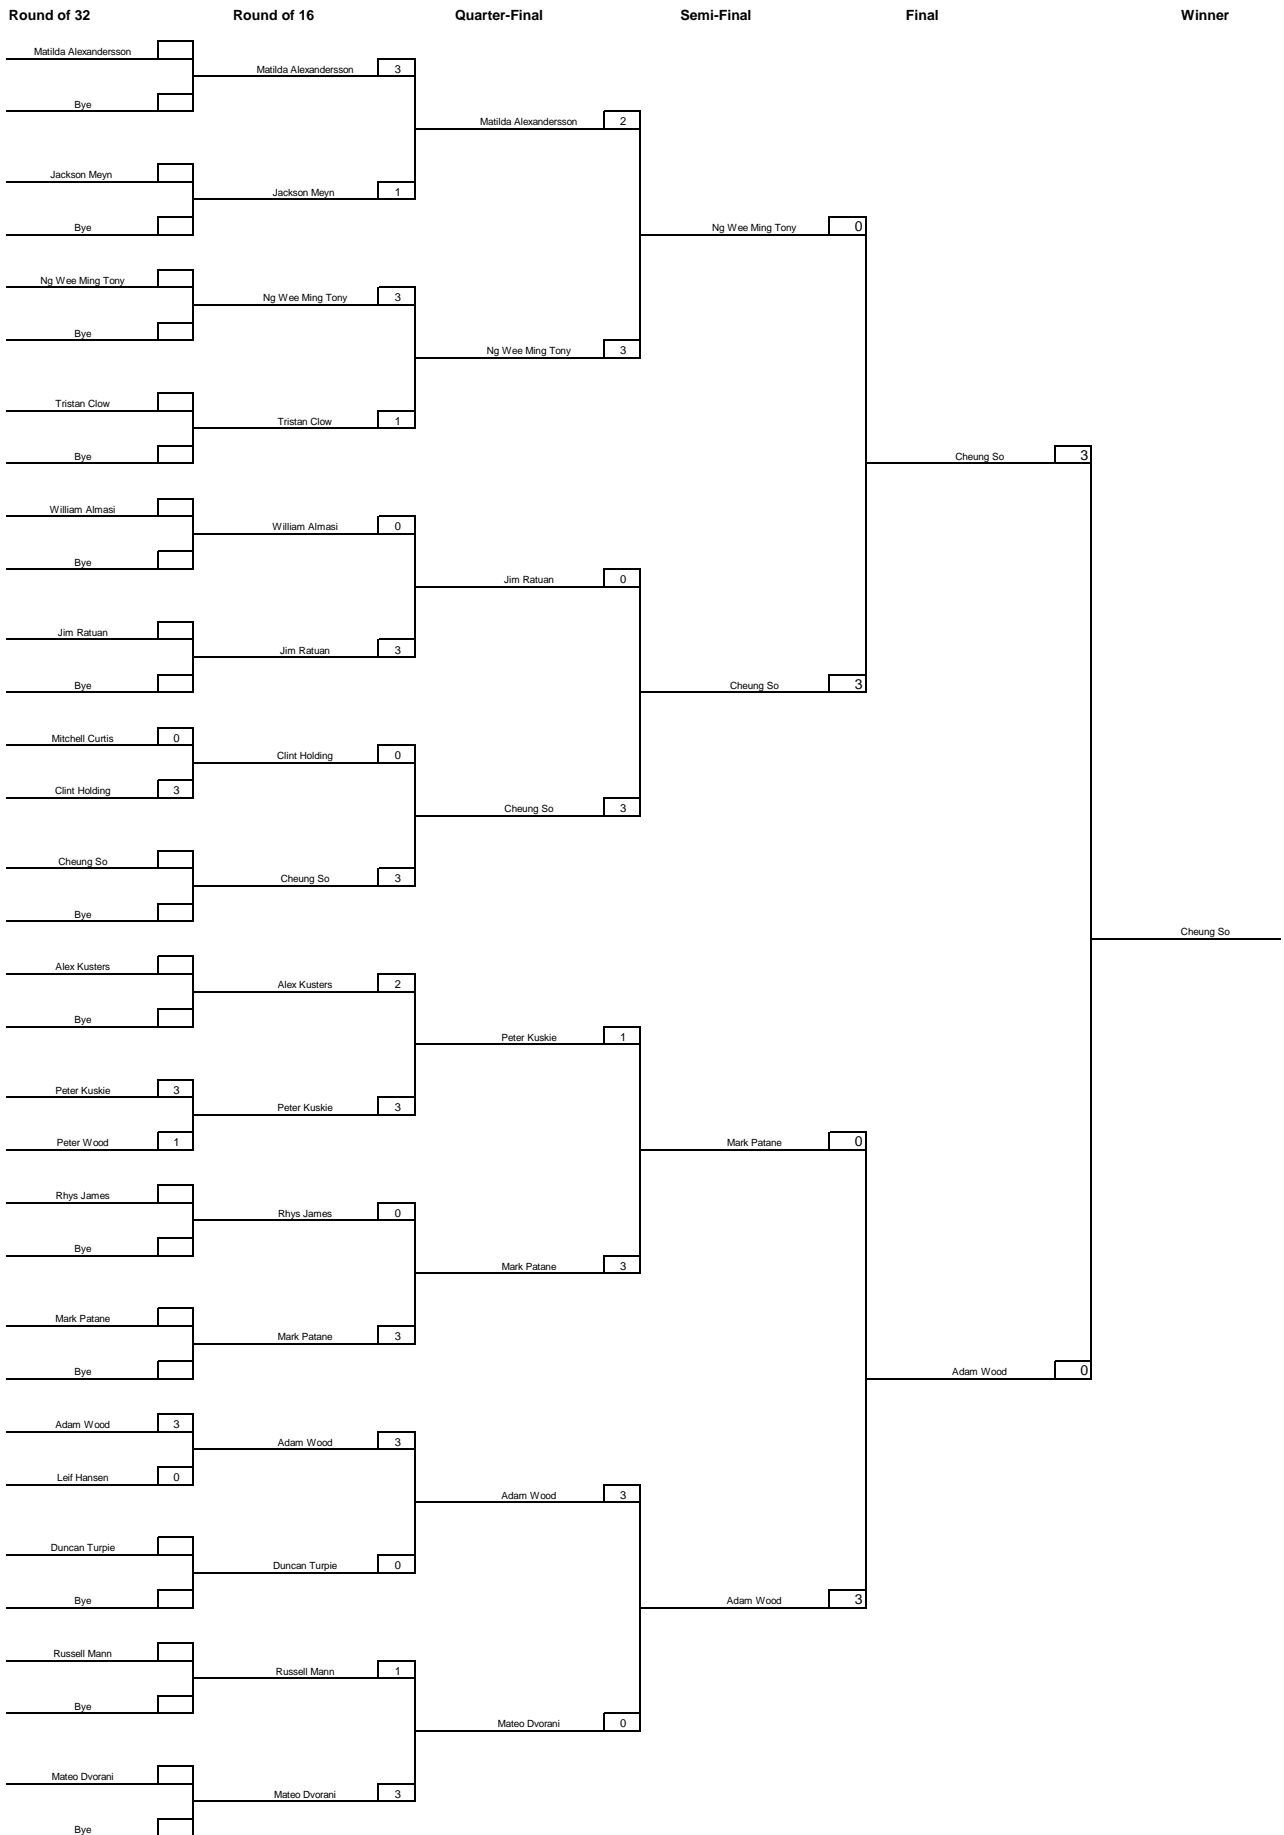 Round of 32 Round of 16 Quarter-Final Semi-Final Final Winner
Matilda Alexandersson
Matilda Alexandersson 3
Bye
Matilda Alexandersson 2
Jackson Meyn
Jackson Meyn 1
Bye
Ng Wee Ming Tony 0
Ng Wee Ming Tony
Ng Wee Ming Tony 3
Bye
Ng Wee Ming Tony 3
Tristan Clow
Tristan Clow 1
Bye
Cheung So 3
William Almasi
William Almasi 0
Bye
Jim Ratuan 0
Jim Ratuan
Jim Ratuan 3
Bye
Cheung So 3
Mitchell Curtis 0
Clint Holding 0
Clint Holding 3
Cheung So 3
Cheung So
Cheung So 3
Bye
Cheung So
Alex Kusters
Alex Kusters 2
Bye
Peter Kuskie 1
Peter Kuskie 3
Peter Kuskie 3
Peter Wood 1
Mark Patane 0
Rhys James
Rhys James 0
Bye
Mark Patane 3
Mark Patane
Mark Patane 3
Bye
Adam Wood 0
Adam Wood 3
Adam Wood 3
Leif Hansen 0
Adam Wood 3
Duncan Turpie
Duncan Turpie 0
Bye
Adam Wood 3
Russell Mann
Russell Mann 1
Bye
Mateo Dvorani 0
Mateo Dvorani
Mateo Dvorani 3
Bye